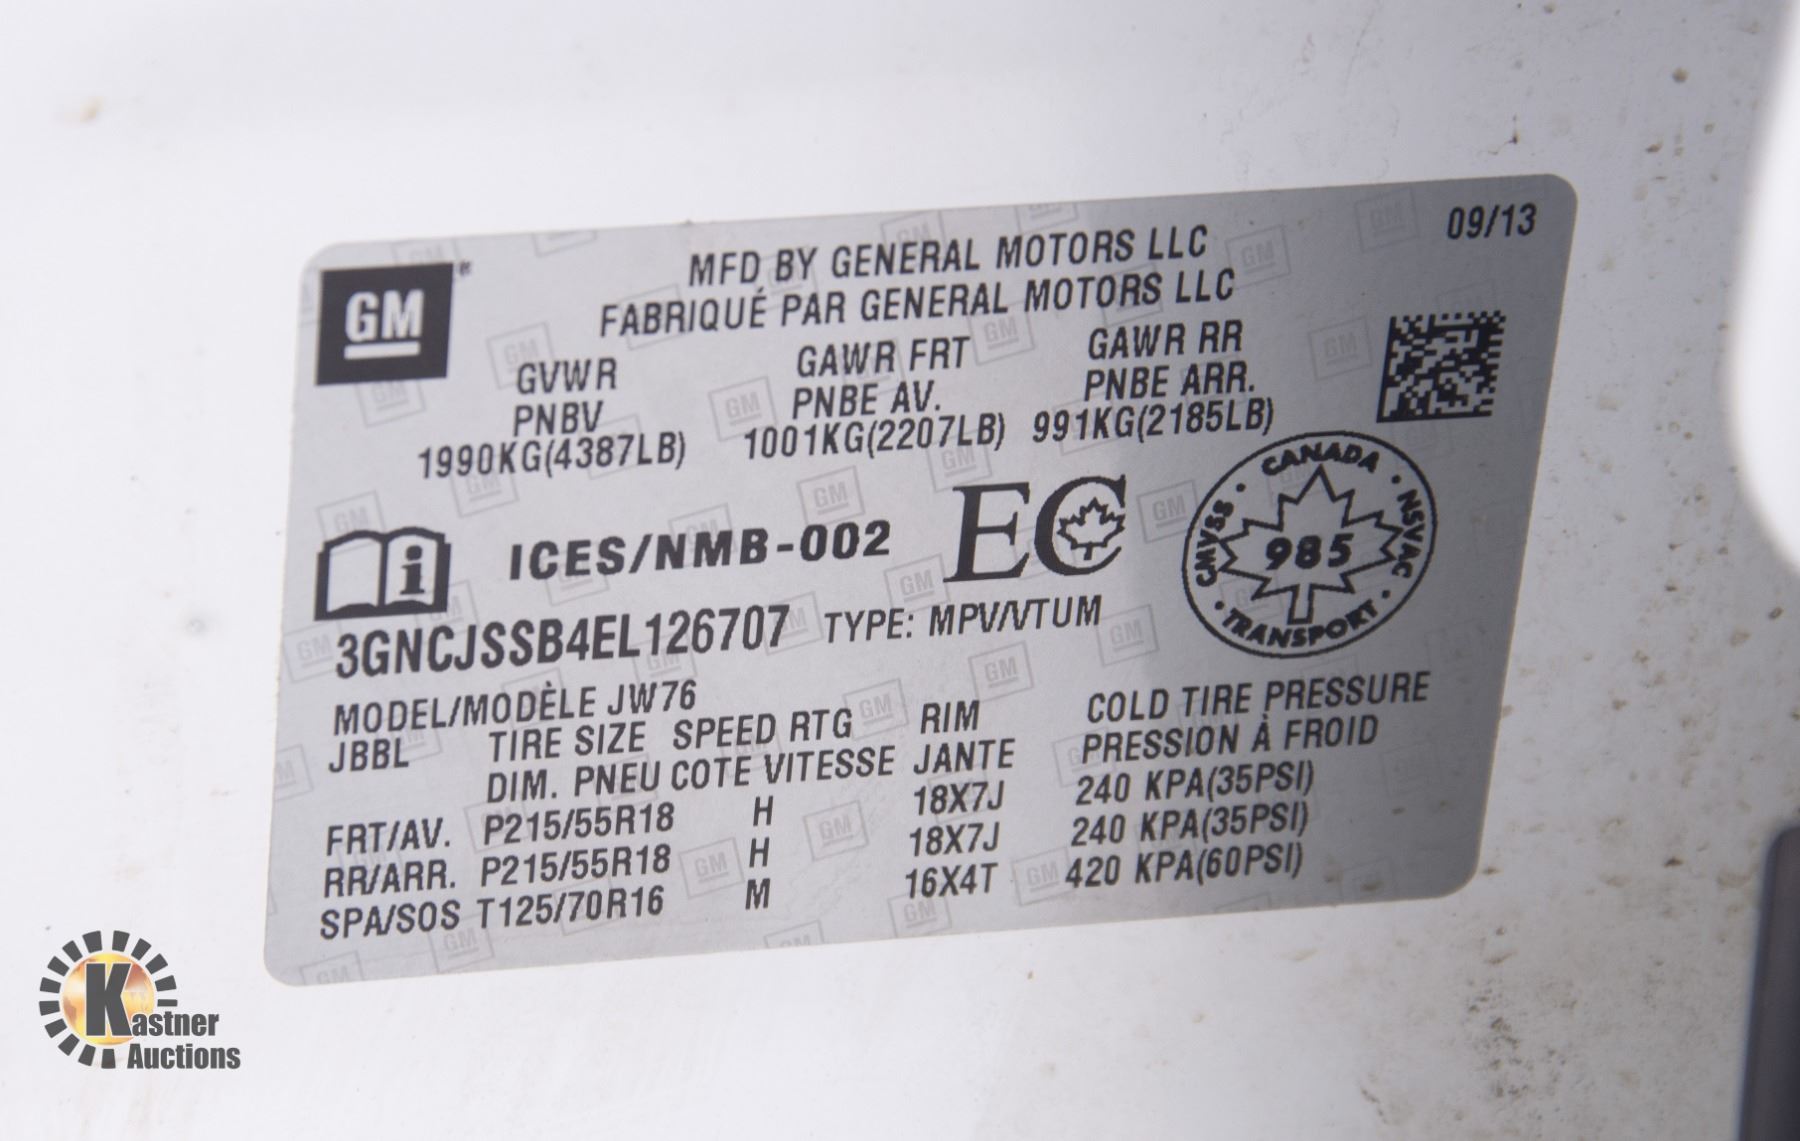 GM
MFD BY GENERAL MOTORS LLC
09/13
FABRIQUÉ PAR GENERAL MOTORS LLC
GVWR GAWR FRT GAWR RR
PNBV PNBE AV. PNBE ARR.
1990KG(4387LB) 1001KG(2207LB) 991KG(2185LB)
ICES/NMB-002 EC
CANADA
CMVSS 985 NSVAC
TRANSPORT
3GNCJSSB4EL126707 TYPE: MPV/VTUM
MODEL/MODÈLE JW76
JBBL TIRE SIZE SPEED RTG RIM COLD TIRE PRESSURE
DIM. PNEU COTE VITESSE JANTE PRESSION À FROID
FRT/AV. P215/55R18 H 18X7J 240 KPA(35PSI)
RR/ARR. P215/55R18 H 18X7J 240 KPA(35PSI)
SPA/SOS T125/70R16 M 16X4T 420 KPA(60PSI)
Kastner
Auctions